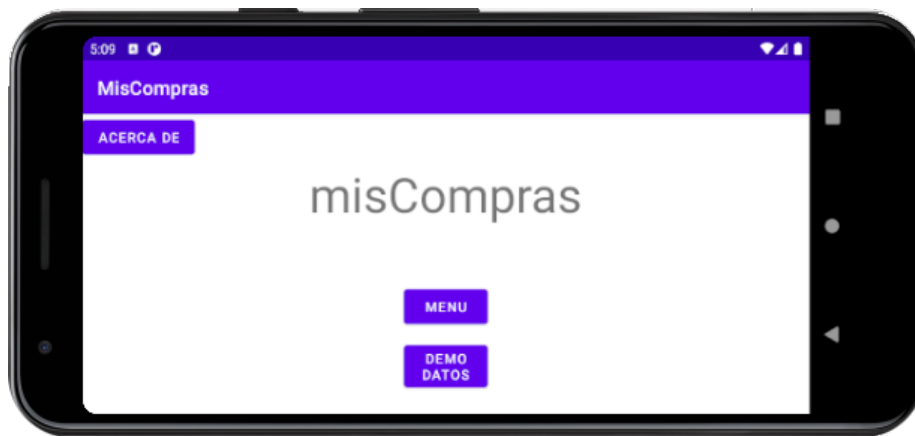 5:09
MisCompras
ACERCA DE
misCompras
MENU
DEMO
DATOS